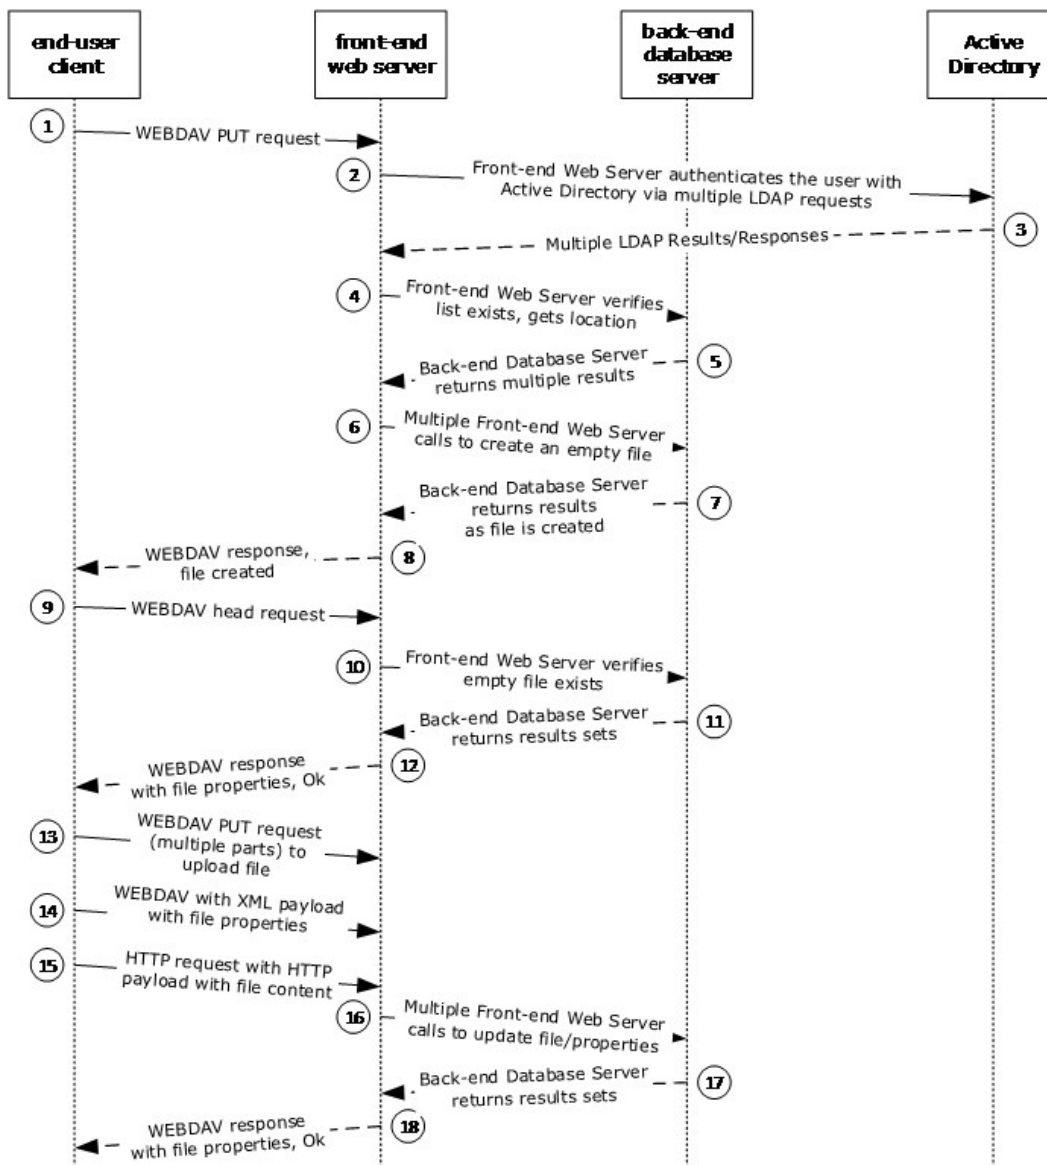 end-user
client
front-end
web server
back-end
database
server
Active
Directory
1
WEBDAV PUT request
2
Front-end Web Server authenticates the user with
Active Directory via multiple LDAP requests
3
Multiple LDAP Results/Responses
4
Front-end Web Server verifies
list exists, gets location
5
Back-end Database Server
returns multiple results
6
Multiple Front-end Web Server
calls to create an empty file
7
Back-end Database Server
returns results
as file is created
8
WEBDAV response,
file created
9
WEBDAV head request
10
Front-end Web Server verifies
empty file exists
11
Back-end Database Server
returns results sets
12
WEBDAV response
with file properties, Ok
13
WEBDAV PUT request
(multiple parts) to
upload file
14
WEBDAV with XML payload
with file properties
15
HTTP request with HTTP
payload with file content
16
Multiple Front-end Web Server
calls to update file/properties
17
Back-end Database Server
returns results sets
18
WEBDAV response
with file properties, Ok